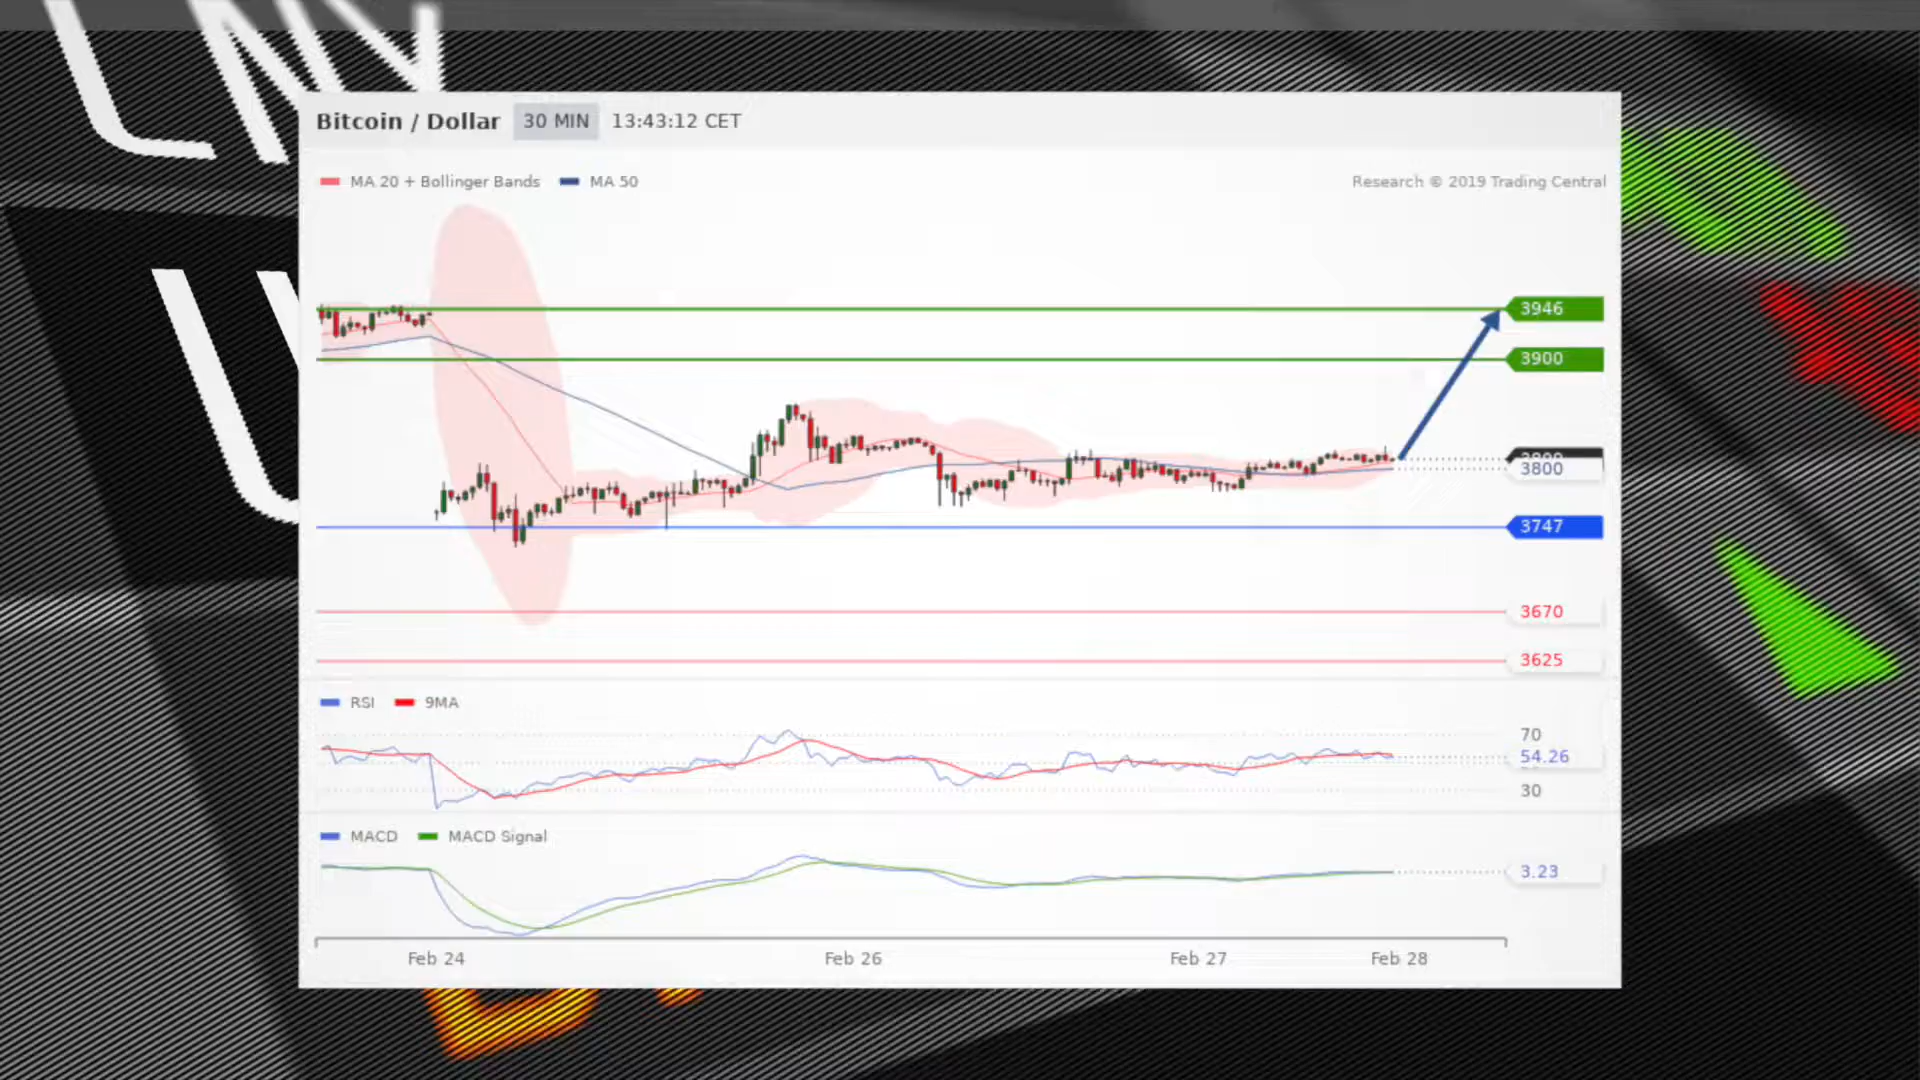 Bitcoin / Dollar 30 MIN 13:43:12 CET
MA 20 + Bollinger Bands MA 50 Research © 2019 Trading Central
3946
3900
3800
3747
3670
3625
RSI 9MA
70
54.26
30
MACD MACD Signal
3.23
Feb 24 Feb 26 Feb 27 Feb 28